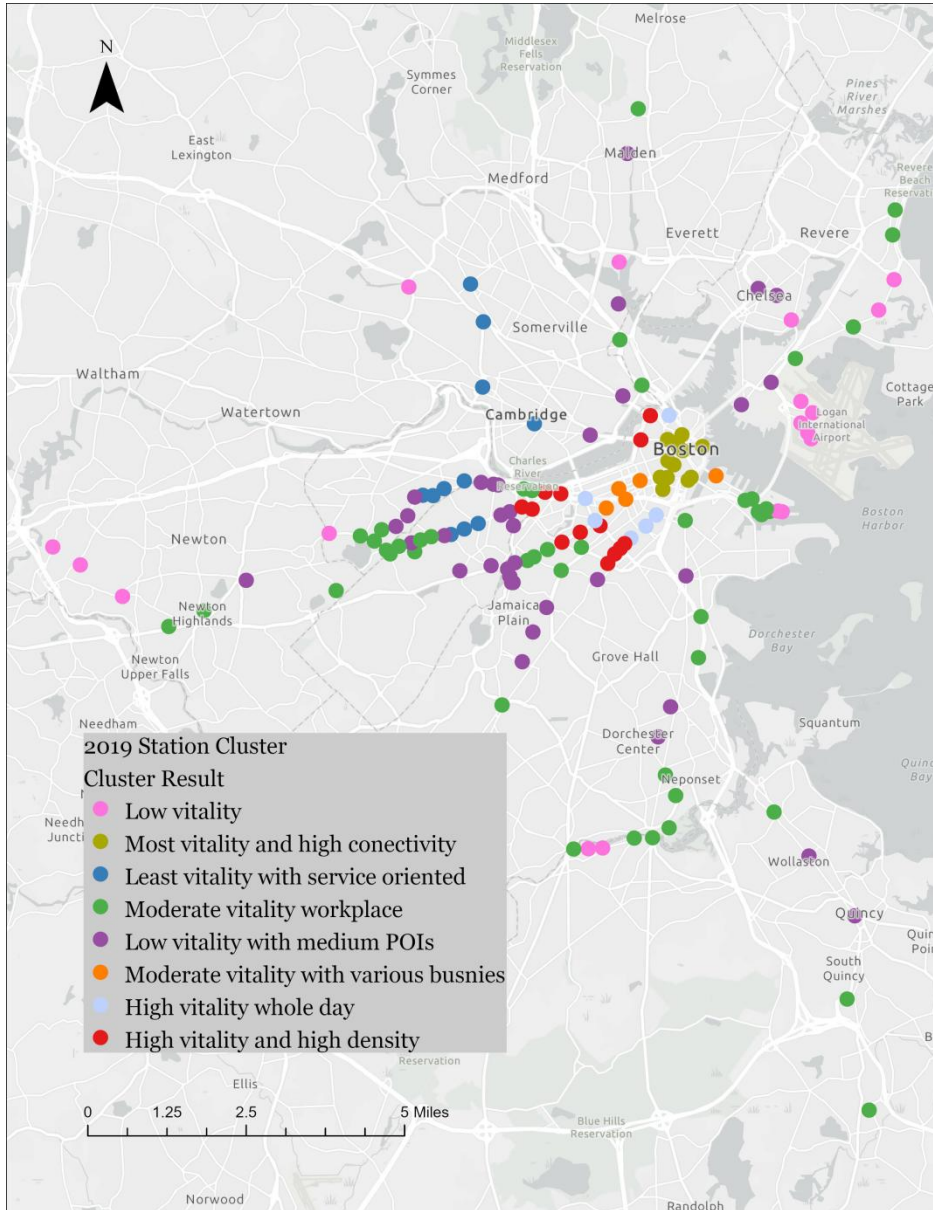 Melrose
Middlesex
Fells
Reservation
N
Symmes
Corner
Pines
River
Marshes
East
Lexington
Malden
Revere
Beach
Reservation
Medford
Everett
Revere
Chelsea
Somerville
Waltham
Cottage
Park
Watertown
Cambridge
Logan
International
Airport
Boston
Charles
River
Reservation
Boston
Harbor
Newton
Jamaica
Plain
Newton
Highlands
Dorchester
Bay
Grove Hall
Newton
Upper Falls
Needham
Squantum
Dorchester
Center
Quincy
Bay
Neponset
2019 Station Cluster
Cluster Result
Low vitality
Most vitality and high conectivity
Least vitality with service oriented
Moderate vitality workplace
Low vitality with medium POIs
Moderate vitality with various busnies
High vitality whole day
High vitality and high density
Wollaston
Quincy
South
Quincy
Reservation
Ellis
0 1.25 2.5 5 Miles
Blue Hills
Reservation
Norwood
Randolph